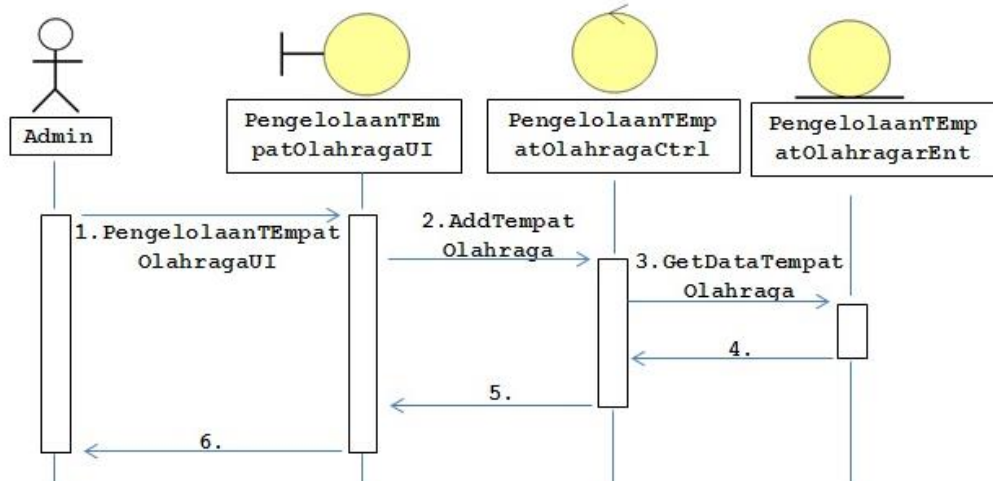 Admin
PengelolaanTEm
patOlahragaUI
PengelolaanTEmp
atOlahragaCtrl
PengelolaanTEmp
atOlahragarEnt
1.PengelolaanTEmpat
OlahragaUI
2.AddTempat
Olahraga
3.GetDataTempat
Olahraga
4.
5.
6.